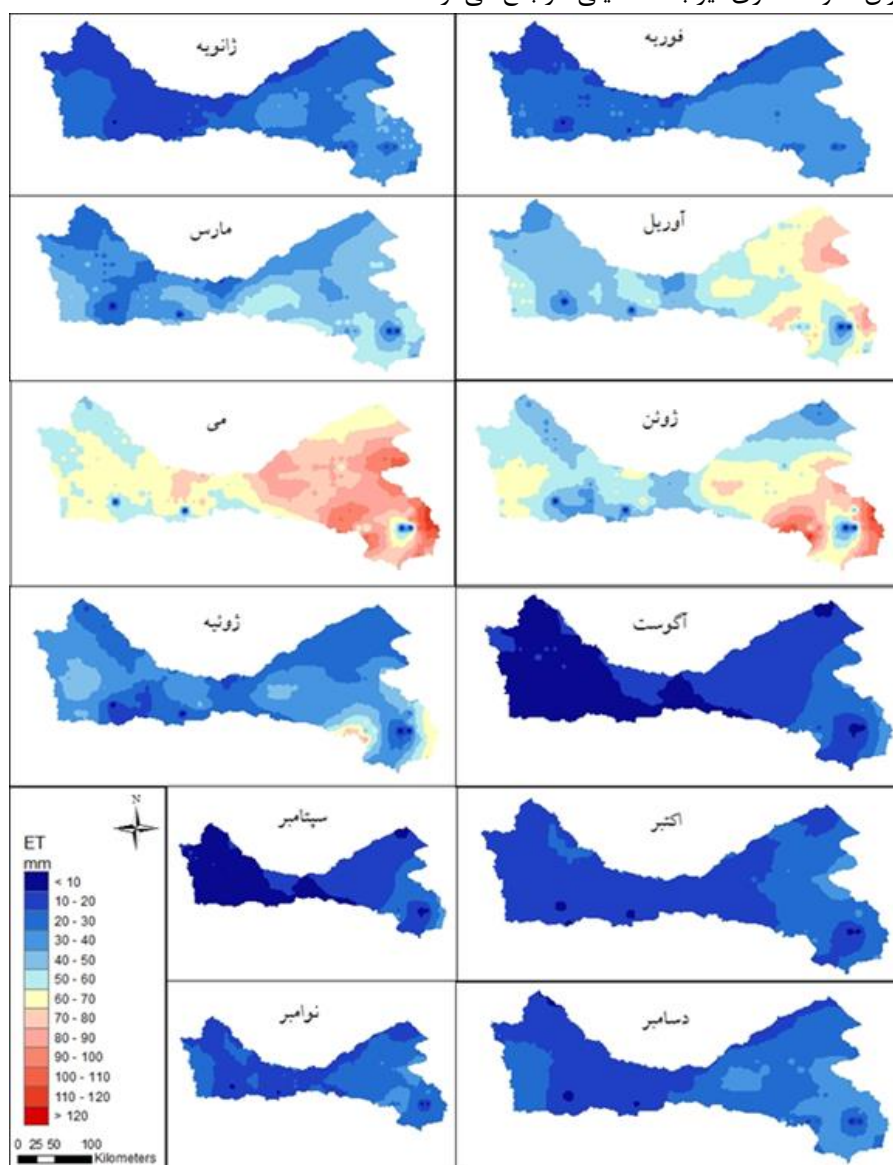 ژانویه
فوریه
مارس
آوریل
می
ژوئن
ژوئیه
آگوست
سپتامبر
اکتبر
نوامبر
دسامبر
N
ET
mm
< 10
10 - 20
20 - 30
30 - 40
40 - 50
50 - 60
60 - 70
70 - 80
80 - 90
90 - 100
100 - 110
110 - 120
> 120
0 25 50 100
Kilometers